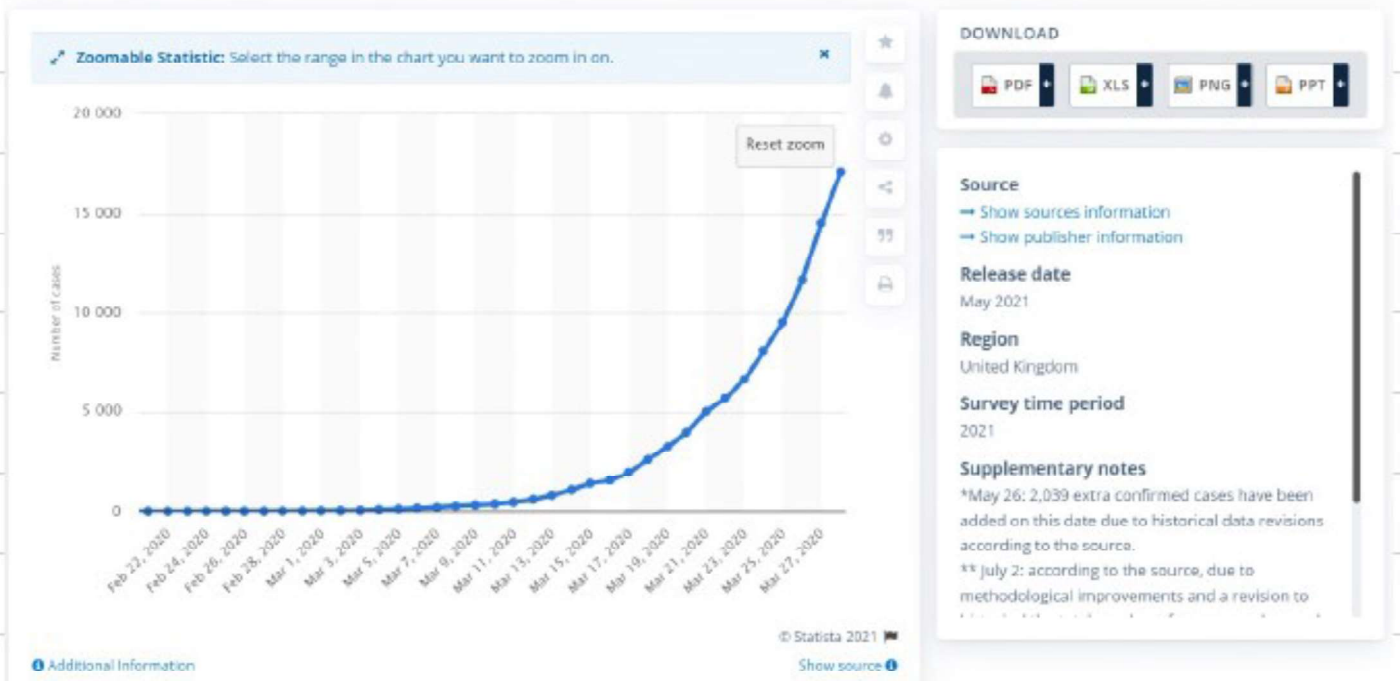 Zoomable Statistic: Select the range in the chart you want to zoom in on.
20 000
15 000
10 000
5 000
0
Number of cases
Reset zoom
Feb 22, 2020
Feb 24, 2020
Feb 26, 2020
Feb 28, 2020
Mar 1, 2020
Mar 3, 2020
Mar 5, 2020
Mar 7, 2020
Mar 9, 2020
Mar 11, 2020
Mar 13, 2020
Mar 15, 2020
Mar 17, 2020
Mar 19, 2020
Mar 21, 2020
Mar 23, 2020
Mar 25, 2020
Mar 27, 2020
© Statista 2021
Additional Information
Show source
DOWNLOAD
PDF
XLS
PNG
PPT
Source
Show sources information
Show publisher information
Release date
May 2021
Region
United Kingdom
Survey time period
2021
Supplementary notes
*May 26: 2,039 extra confirmed cases have been
added on this date due to historical data revisions
according to the source.
** July 2: according to the source, due to
methodological improvements and a revision to